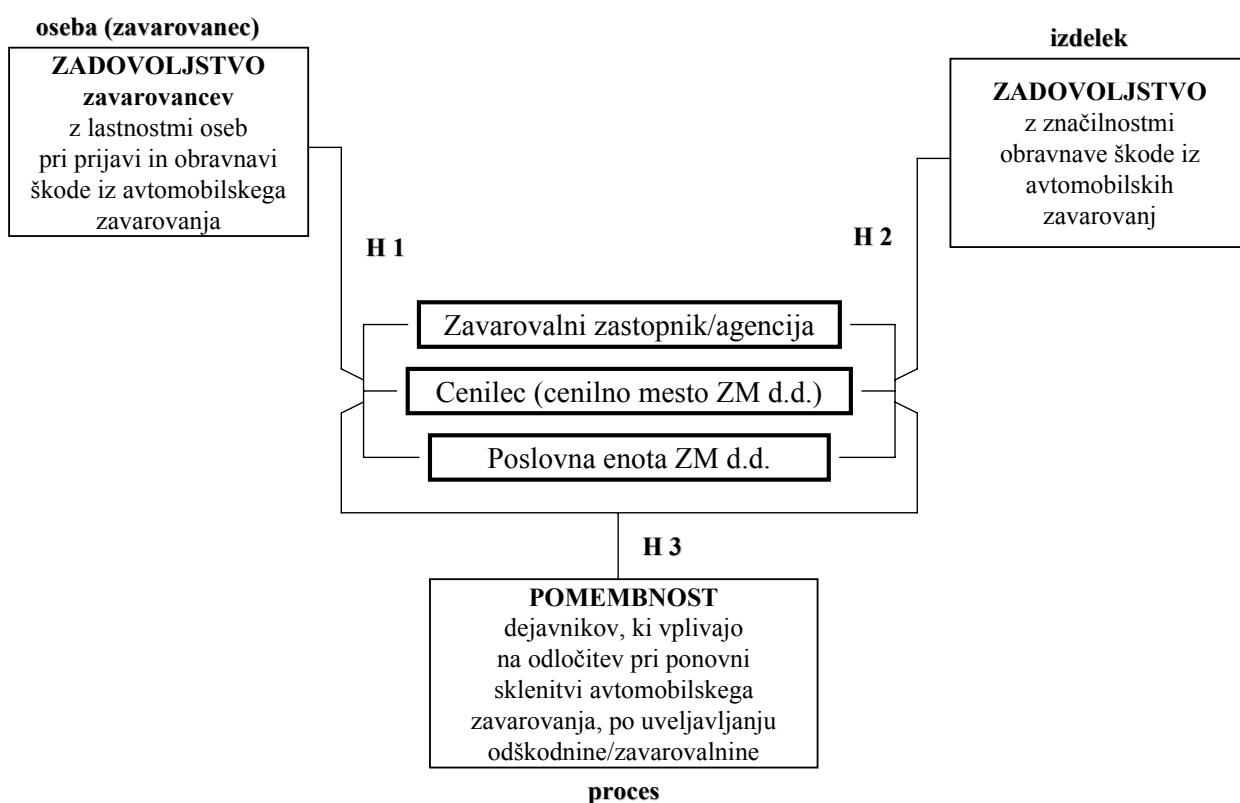 oseba (zavarovanec)
ZADOVOLJSTVO
zavarovancev
z lastnostmi oseb
pri prijavi in obravnavi
škode iz avtomobilskega
zavarovanja
izdelek
ZADOVOLJSTVO
z značilnostmi
obravnave škode iz
avtomobilskih
zavarovanj
H 1
H 2
Zavarovalni zastopnik/agencija
Cenilec (cenilno mesto ZM d.d.)
Poslovna enota ZM d.d.
H 3
POMEMBNOST
dejavnikov, ki vplivajo
na odločitev pri ponovni
sklenitvi avtomobilskega
zavarovanja, po uveljavljanju
odškodnine/zavarovalnine
proces